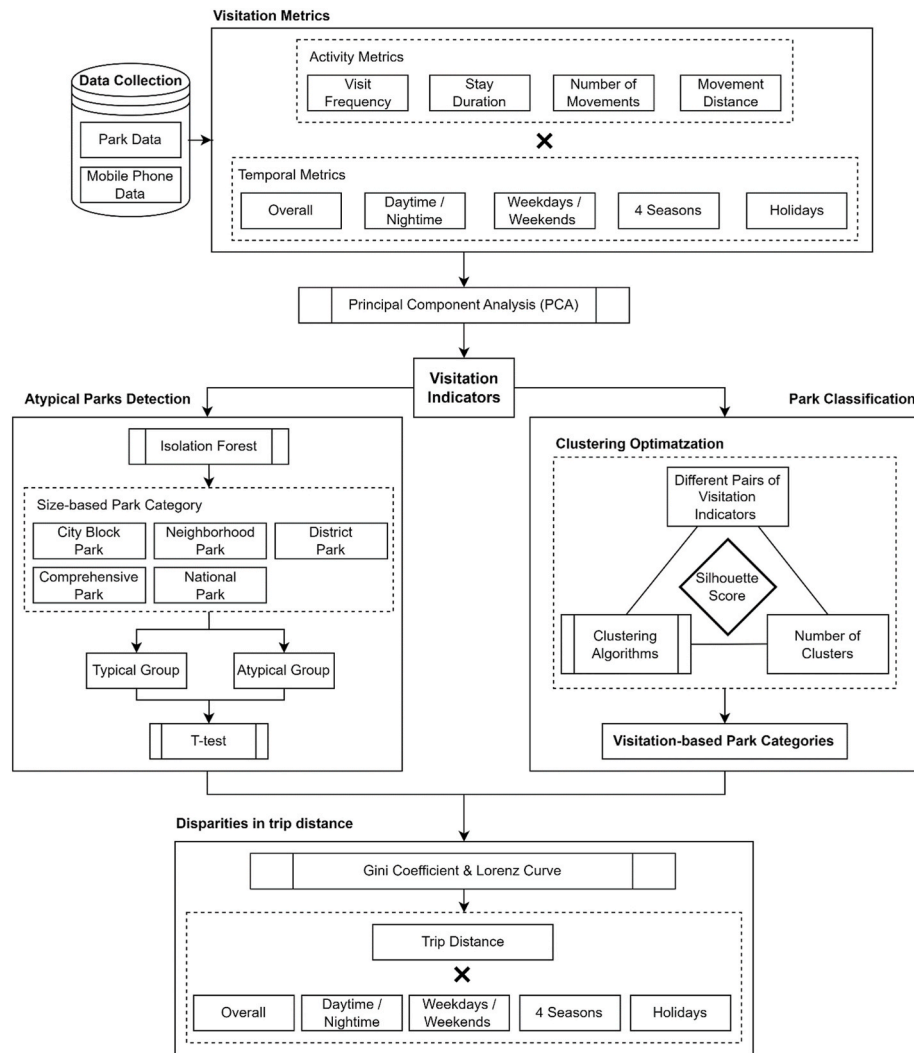 Visitation Metrics
Data Collection
Park Data
Mobile Phone
Data
Activity Metrics
Visit
Frequency
Stay
Duration
Number of
Movements
Movement
Distance
Temporal Metrics
Overall
Daytime /
Nightime
Weekdays /
Weekends
4 Seasons
Holidays
Principal Component Analysis (PCA)
Visitation
Indicators
Atypical Parks Detection
Isolation Forest
Size-based Park Category
City Block
Park
Neighborhood
Park
District
Park
Comprehensive
Park
National
Park
Typical Group
Atypical Group
T-test
Park Classification
Clustering Optimatzation
Different Pairs of
Visitation
Indicators
Silhouette
Score
Clustering
Algorithms
Number of
Clusters
Visitation-based Park Categories
Disparities in trip distance
Gini Coefficient & Lorenz Curve
Trip Distance
Overall
Daytime /
Nightime
Weekdays /
Weekends
4 Seasons
Holidays